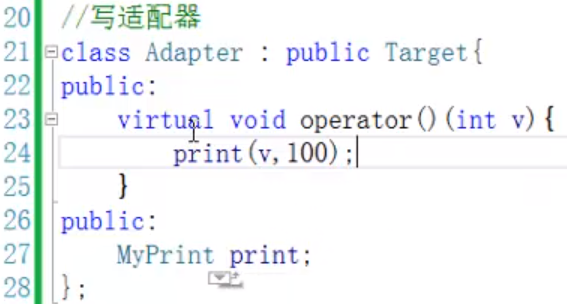 20 //写适配器
21 class Adapter : public Target{
22 public:
23     virtual void operator()(int v){
24         print(v,100);
25     }
26 public:
27     MyPrint print;
28 };